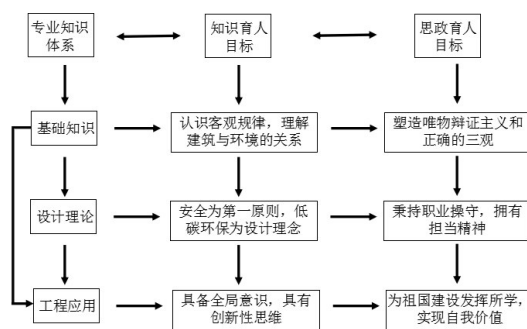 专业知识
体系
知识育人
目标
思政育人
目标
基础知识
认识客观规律，理解
建筑与环境的关系
塑造唯物辩证主义和
正确的三观
设计理论
安全为第一原则，低
碳环保为设计理念
秉持职业操守，拥有
担当精神
工程应用
具备全局意识，具有
创新性思维
为祖国建设发挥所学，
实现自我价值